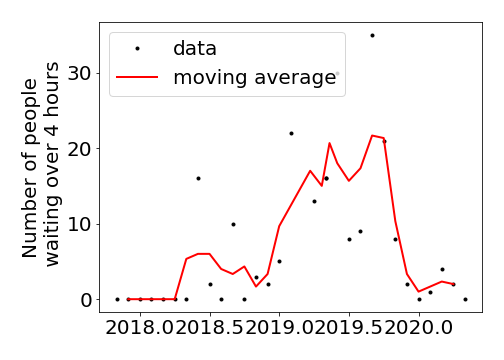 data
moving average
Number of people
waiting over 4 hours
30
20
10
0
2018.0 2018.5 2019.0 2019.5 2020.0